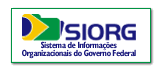 SIORG
Sistema de Informações
Organizacionais do Governo Federal